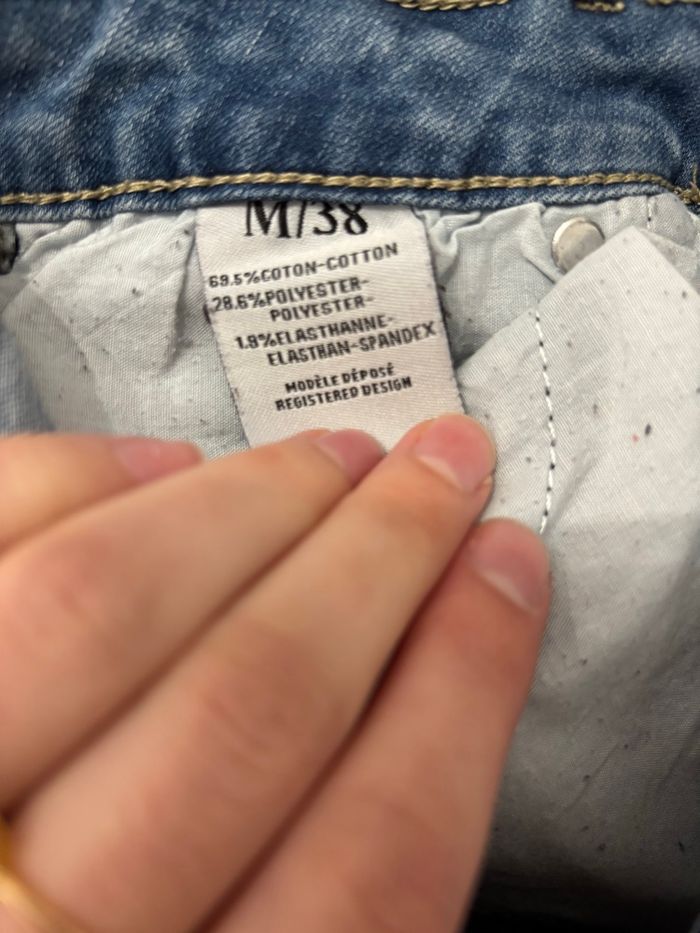 M/38
69.5%COTON-COTTON
28.6%POLYESTER-
POLYESTER-
1.9%ELASTHANNE-
ELASTHAN-SPANDEX
MODÈLE DÉPOSÉ
REGISTERED DESIGN